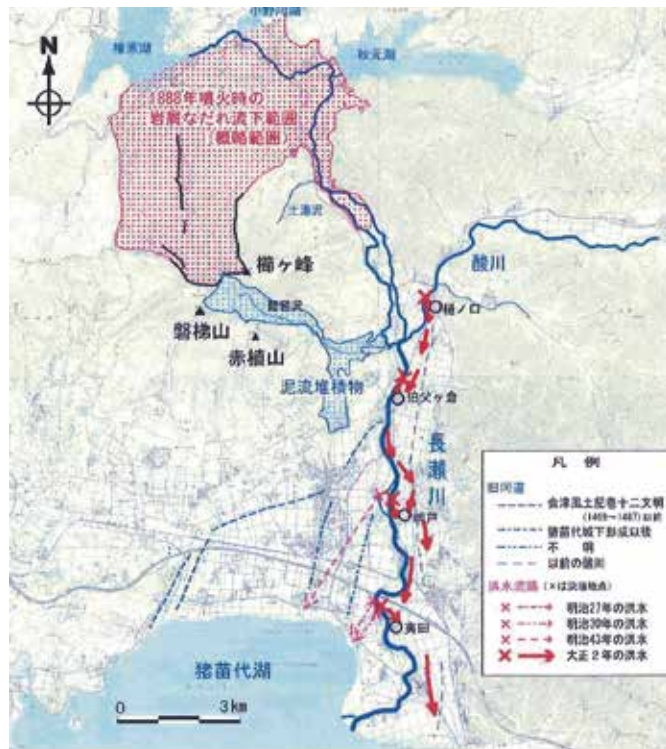 小野川湖
桧原湖
秋元湖
N
1888年噴火時の
岩屑なだれ流下範囲
(概略範囲)
土湯沢
酸川
櫛ヶ峰
琵琶沢
樋ノ口
磐梯山
赤植山
泥流堆積物
旧父ヶ倉
長瀬川
凡例
旧河道
会津風土記巻十二文明
(1469~1487)以前
猪苗代城下形成以後
不明
以前の酸川
洪水流路 (×は決壊地点)
明治27年の洪水
明治39年の洪水
明治43年の洪水
大正2年の洪水
猪苗代湖
0 3km